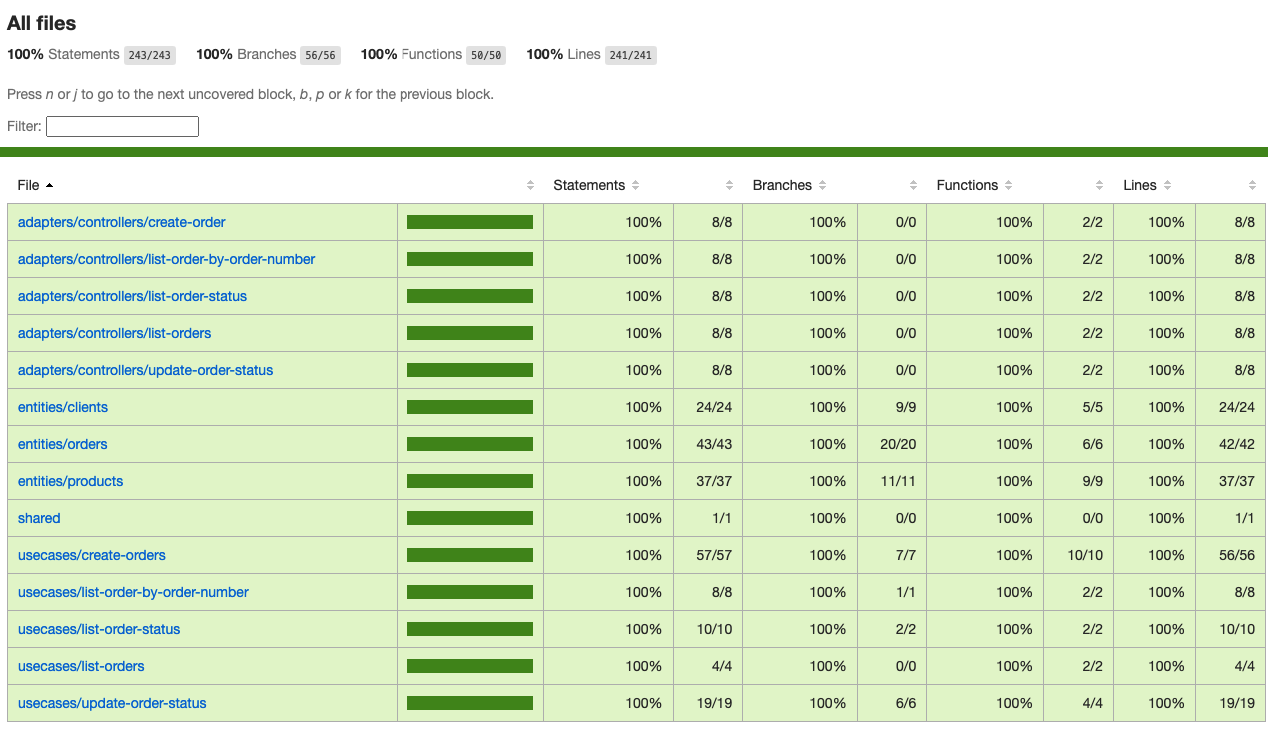 All files
100% Statements 243/243 100% Branches 56/56 100% Functions 50/50 100% Lines 241/241
Press n or j to go to the next uncovered block, b, p or k for the previous block.
Filter:
File Statements Branches Functions Lines
adapters/controllers/create-order 100% 8/8 100% 0/0 100% 2/2 100% 8/8
adapters/controllers/list-order-by-order-number 100% 8/8 100% 0/0 100% 2/2 100% 8/8
adapters/controllers/list-order-status 100% 8/8 100% 0/0 100% 2/2 100% 8/8
adapters/controllers/list-orders 100% 8/8 100% 0/0 100% 2/2 100% 8/8
adapters/controllers/update-order-status 100% 8/8 100% 0/0 100% 2/2 100% 8/8
entities/clients 100% 24/24 100% 9/9 100% 5/5 100% 24/24
entities/orders 100% 43/43 100% 20/20 100% 6/6 100% 42/42
entities/products 100% 37/37 100% 11/11 100% 9/9 100% 37/37
shared 100% 1/1 100% 0/0 100% 0/0 100% 1/1
usecases/create-orders 100% 57/57 100% 7/7 100% 10/10 100% 56/56
usecases/list-order-by-order-number 100% 8/8 100% 1/1 100% 2/2 100% 8/8
usecases/list-order-status 100% 10/10 100% 2/2 100% 2/2 100% 10/10
usecases/list-orders 100% 4/4 100% 0/0 100% 2/2 100% 4/4
usecases/update-order-status 100% 19/19 100% 6/6 100% 4/4 100% 19/19